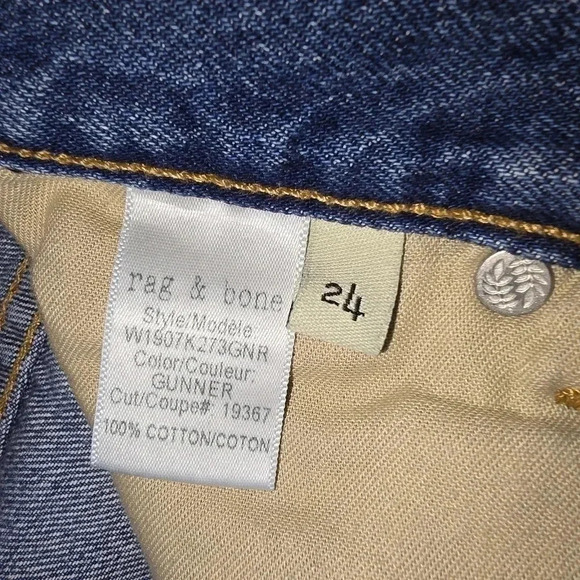 rag & bone
Style/Modèle
W1907K273GNR
Color/Couleur:
GUNNER
Cut/Coupe# 19367
100% COTTON/COTON
24